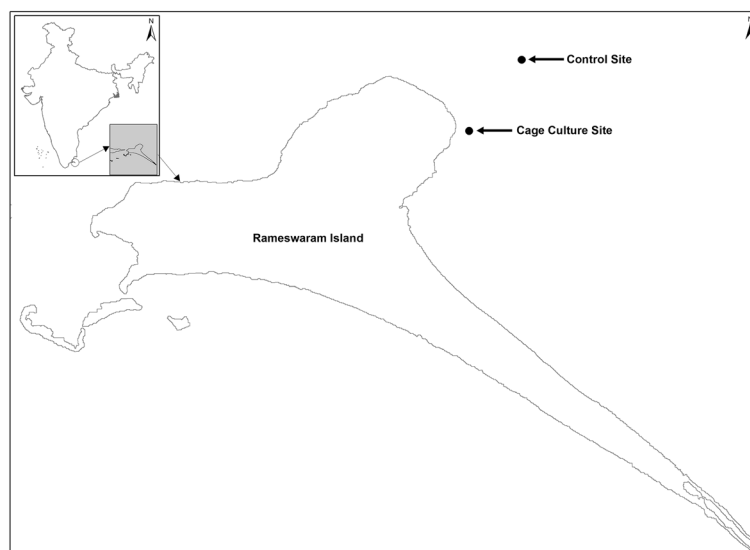 N
N
Control Site
Cage Culture Site
Rameswaram Island